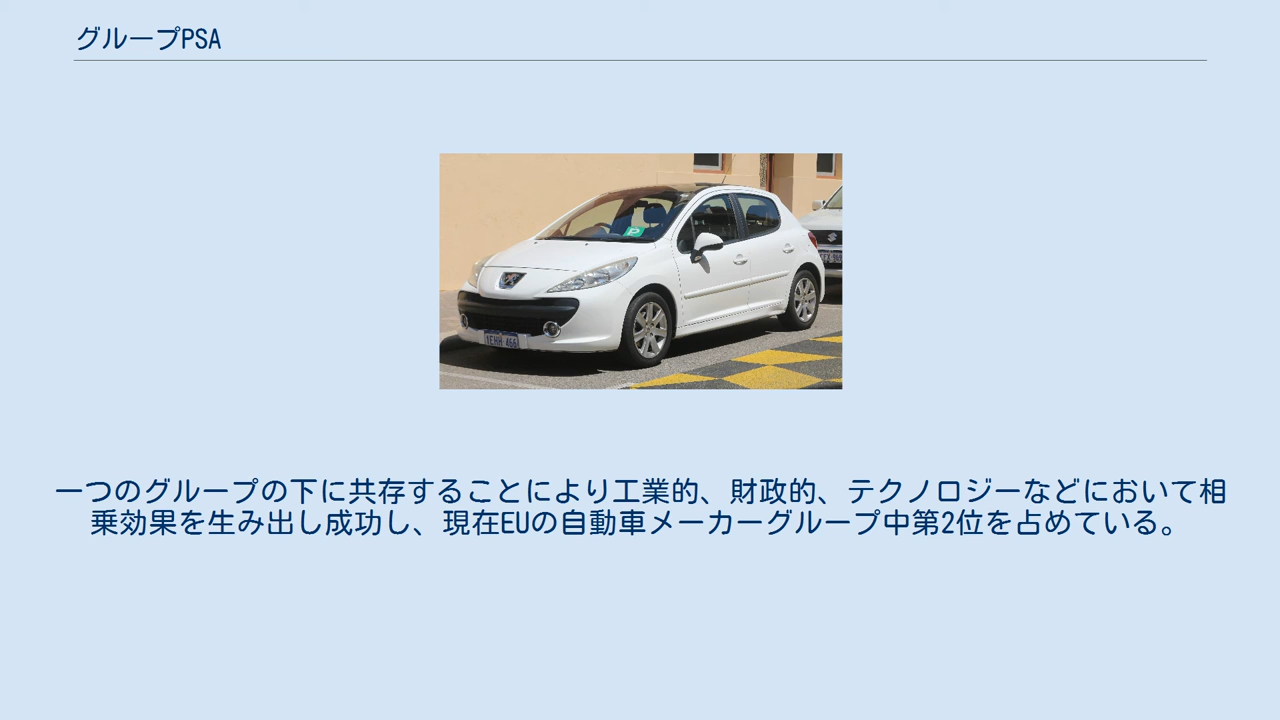 グループPSA
P
1EHH 466
一つのグループの下に共存することにより工業的、財政的、テクノロジーなどにおいて相
乗効果を生み出し成功し、現在EUの自動車メーカーグループ中第2位を占めている。